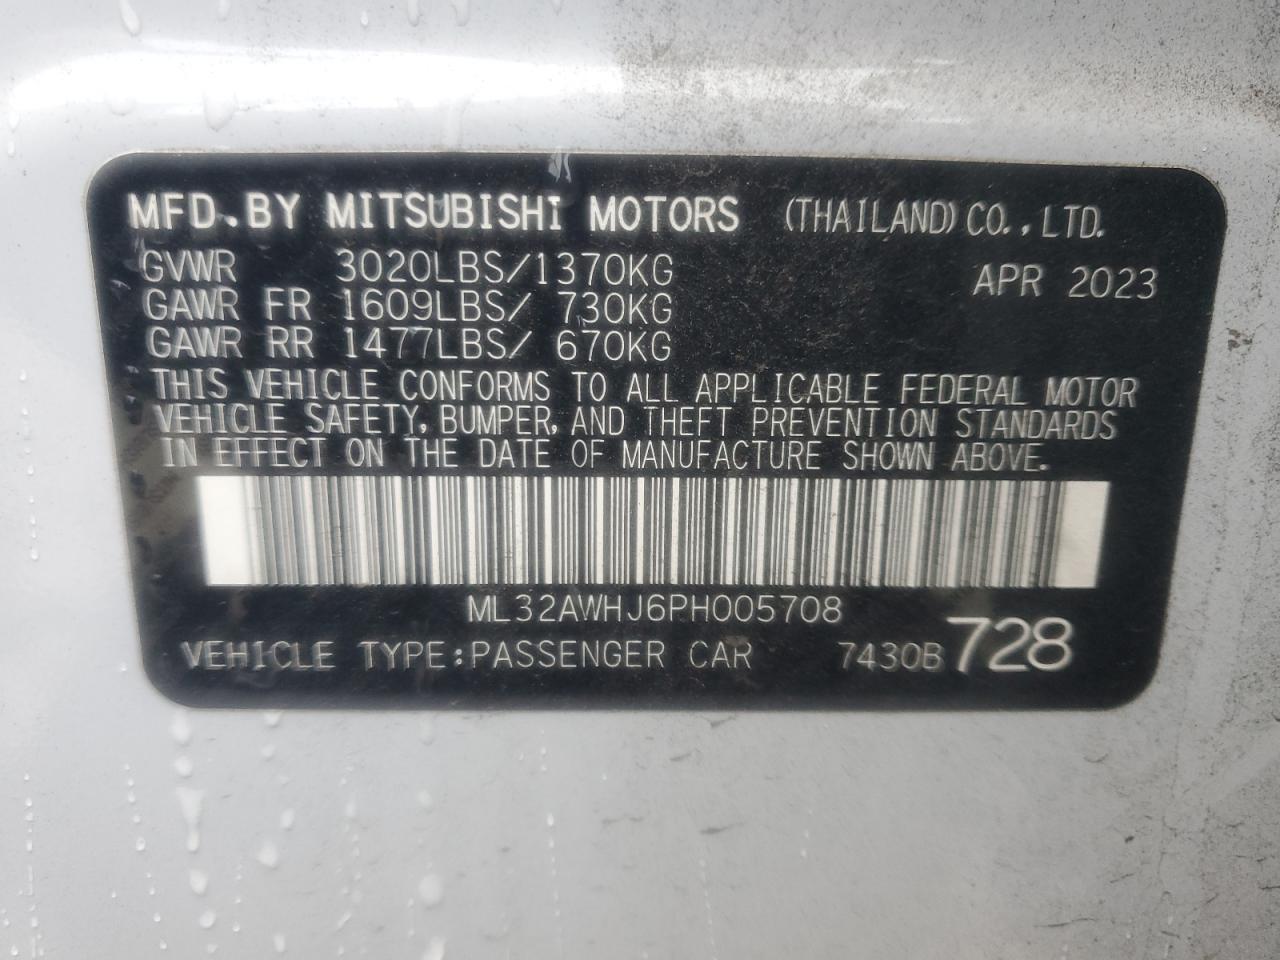 MFD.BY MITSUBISHI MOTORS (THAILAND) CO., LTD.
GVWR 3020LBS/1370KG APR 2023
GAWR FR 1609LBS/ 730KG
GAWR RR 1477LBS/ 670KG
THIS VEHICLE CONFORMS TO ALL APPLICABLE FEDERAL MOTOR
VEHICLE SAFETY, BUMPER, AND THEFT PREVENTION STANDARDS
IN EFFECT ON THE DATE OF MANUFACTURE SHOWN ABOVE.
ML32AWHJ6PH005708
VEHICLE TYPE:PASSENGER CAR 7430B728